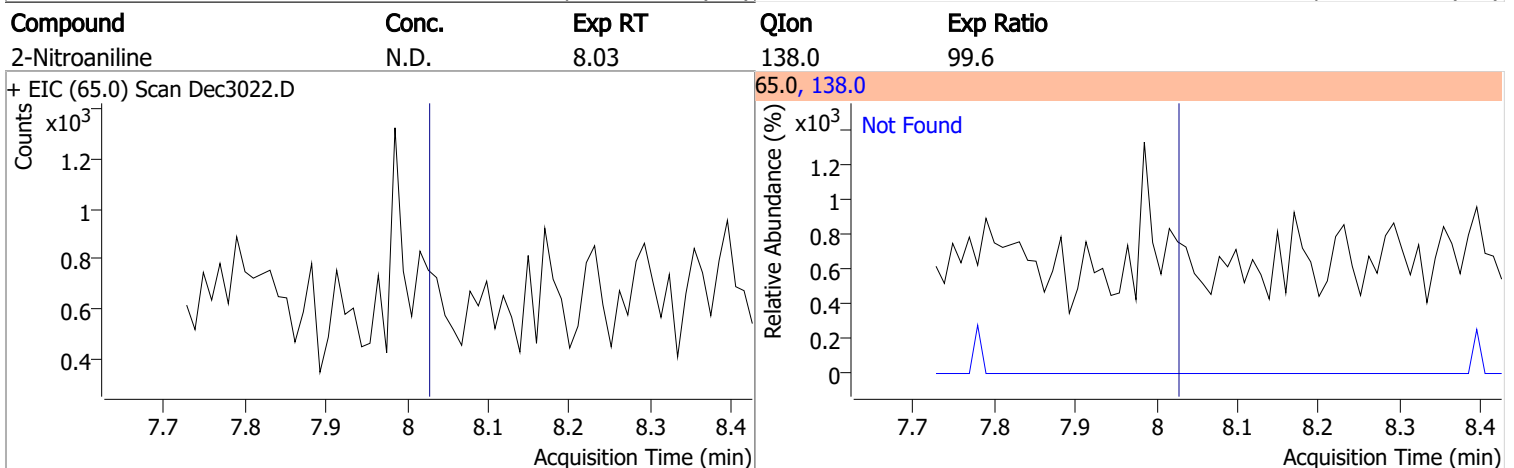 Compound Conc. Exp RT QIon Exp Ratio
2-Nitroaniline N.D. 8.03 138.0 99.6
+ EIC (65.0) Scan Dec3022.D
Counts
x10³
1.2
1
0.8
0.6
0.4
7.7 7.8 7.9 8 8.1 8.2 8.3 8.4
Acquisition Time (min)
65.0, 138.0
Relative Abundance (%)
x10³
Not Found
1.2
1
0.8
0.6
0.4
0.2
0
7.7 7.8 7.9 8 8.1 8.2 8.3 8.4
Acquisition Time (min)